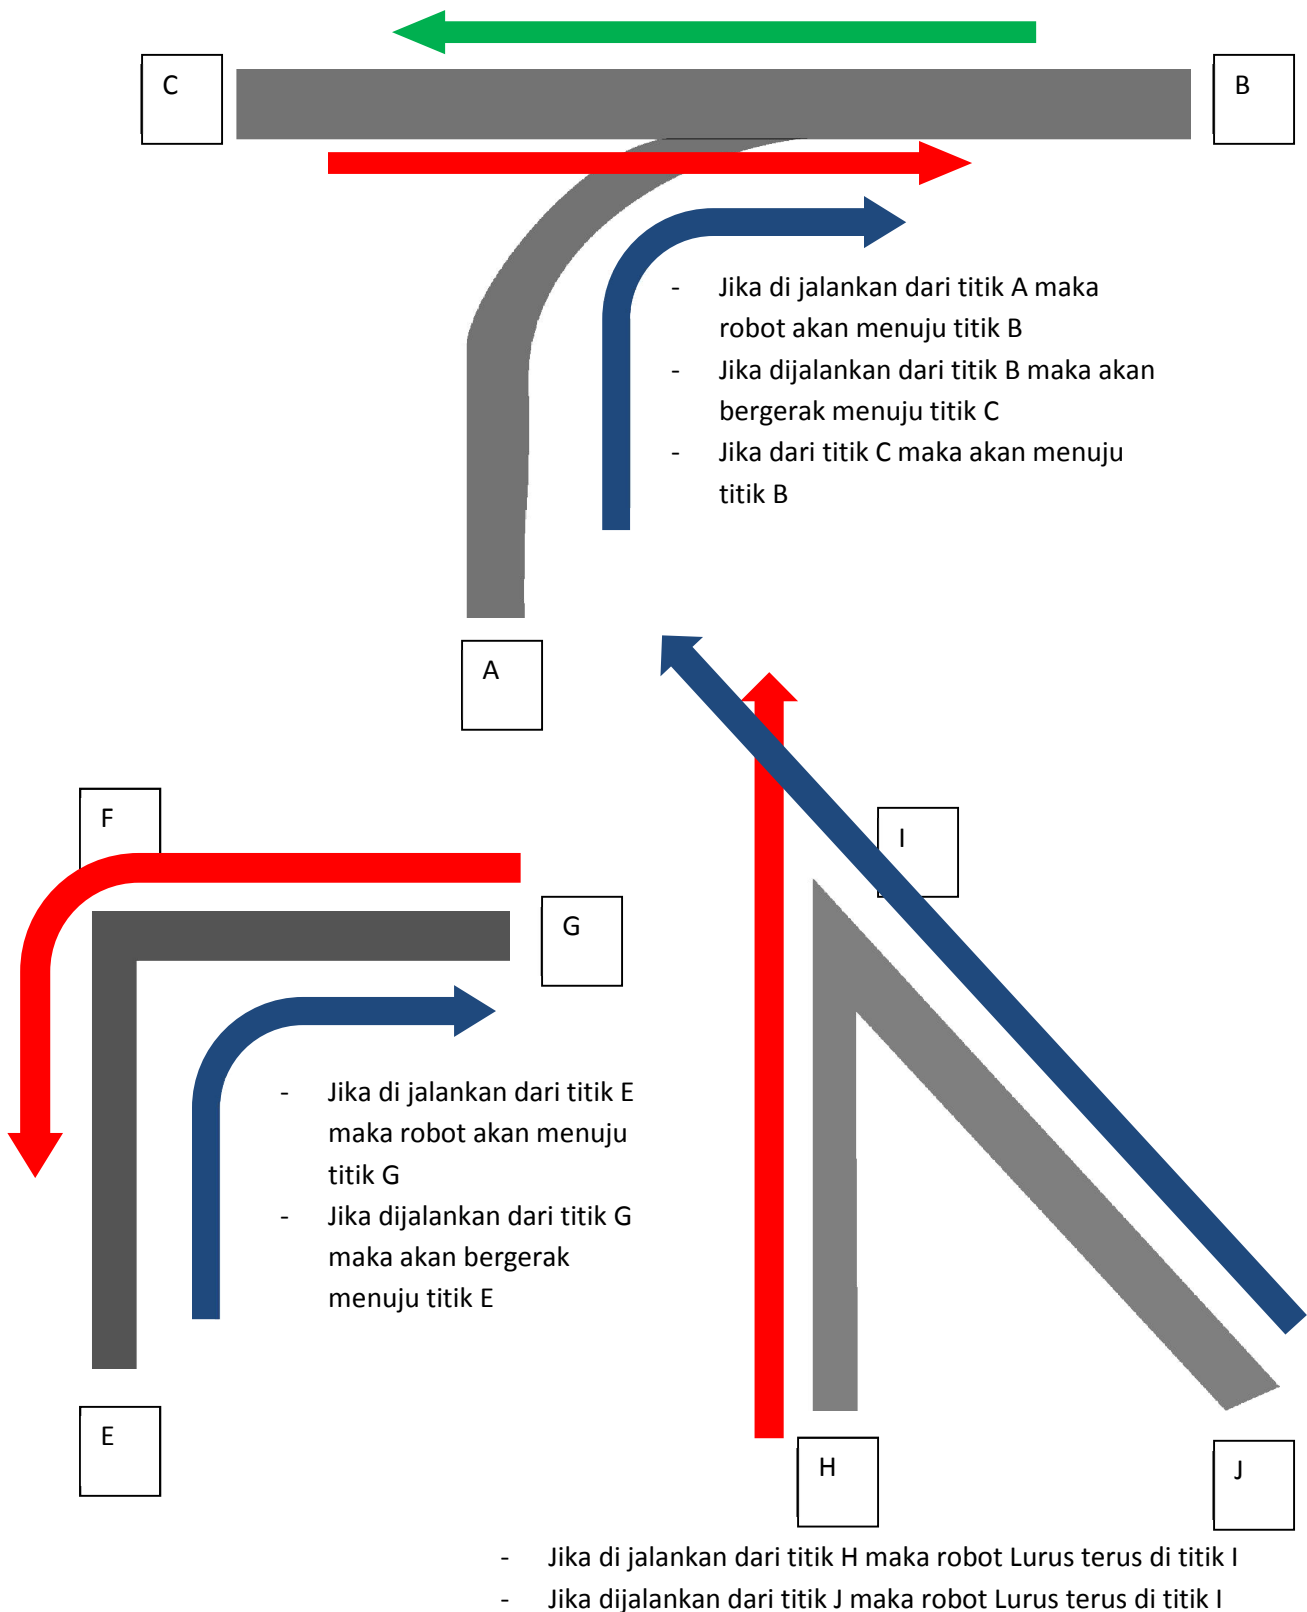 C
B
- Jika di jalankan dari titik A maka
robot akan menuju titik B
- Jika dijalankan dari titik B maka akan
bergerak menuju titik C
- Jika dari titik C maka akan menuju
titik B
A
F
I
G
- Jika di jalankan dari titik E
maka robot akan menuju
titik G
- Jika dijalankan dari titik G
maka akan bergerak
menuju titik E
E
H
J
- Jika di jalankan dari titik H maka robot Lurus terus di titik I
- Jika dijalankan dari titik J maka robot Lurus terus di titik I